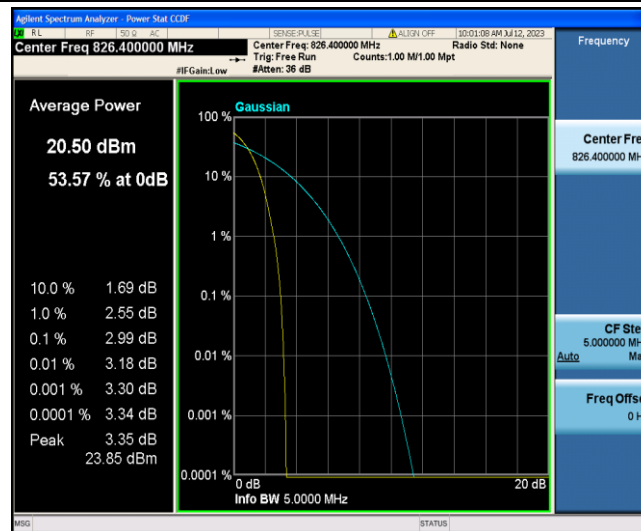 Agilent Spectrum Analyzer - Power Stat CCDF
RL RF 50 Ω AC SENSE:PULSE ALIGN OFF 10:01:08 AM Jul 12, 2023
Center Freq 826.400000 MHz
Center Freq: 826.400000 MHz Radio Std: None
Trig: Free Run Counts:1.00 M/1.00 Mpt
#IFGain:Low #Atten: 36 dB
Frequency
Average Power
20.50 dBm
53.57 % at 0dB
10.0 % 1.69 dB
1.0 % 2.55 dB
0.1 % 2.99 dB
0.01 % 3.18 dB
0.001 % 3.30 dB
0.0001 % 3.34 dB
Peak 3.35 dB
23.85 dBm
Gaussian
100 %
10 %
1 %
0.1 %
0.01 %
0.001 %
0.0001 %
0 dB 20 dB
Info BW 5.0000 MHz
Center Fre
826.400000 MH
CF Ste
5.000000 MH
Auto Ma
Freq Offs
0 H
MSG STATUS